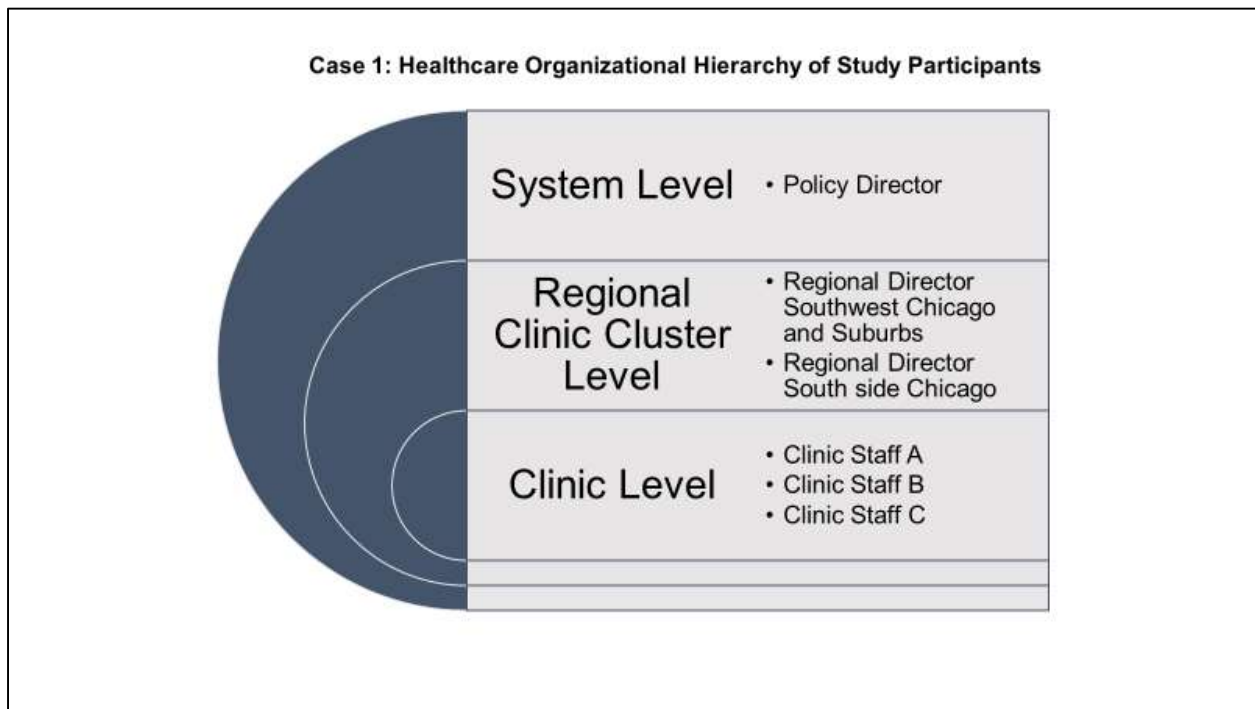 Case 1: Healthcare Organizational Hierarchy of Study Participants
System Level
• Policy Director
Regional
Clinic Cluster
Level
• Regional Director
Southwest Chicago
and Suburbs
• Regional Director
South side Chicago
Clinic Level
• Clinic Staff A
• Clinic Staff B
• Clinic Staff C